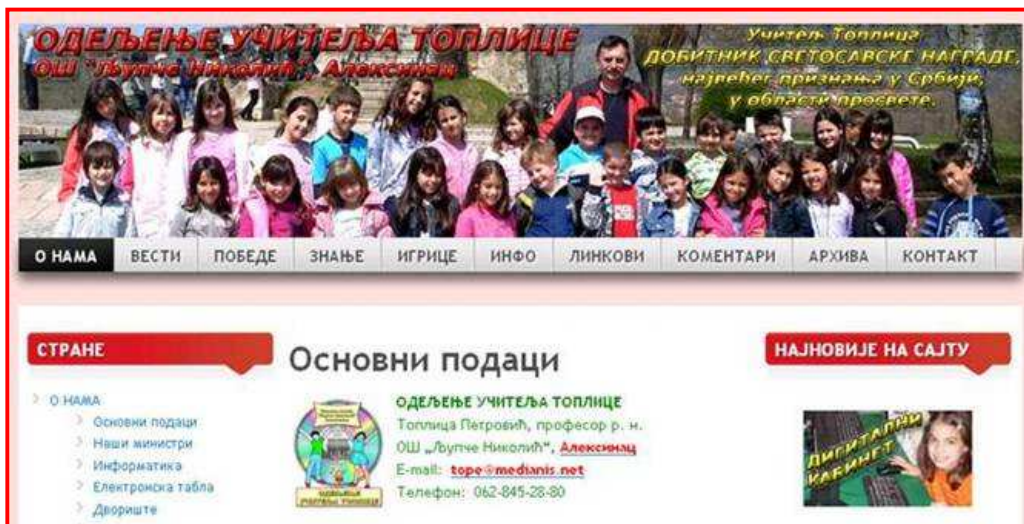 ОДЕЉЕЊЕ УЧИТЕЉА ТОПЛИЦЕ
ОШ "Љупче Николић", Алексинац
Учитељ Топлица
ДОБИТНИК СВЕТОСАВСКЕ НАГРАДЕ,
највећег признања у Србији,
у области просвете.
О НАМА ВЕСТИ ПОБЕДЕ ЗНАЊЕ ИГРИЦЕ ИНФО ЛИНКОВИ КОМЕНТАРИ АРХИВА КОНТАКТ
СТРАНЕ
О НАМА
Основни подаци
Наши министри
Информатика
Електронска табла
Двориште
Основни подаци
ОДЕЉЕЊЕ УЧИТЕЉА ТОПЛИЦЕ
Топлица Петровић, професор р. н.
ОШ „Љупче Николић“, Алексинац
E-mail: tope@medianis.net
Телефон: 062-845-28-80
ОДЕЉЕЊЕ
УЧИТЕЉА ТОПЛИЦЕ
НАЈНОВИЈЕ НА САЈТУ
ДИГИТАЛНИ
КАБИНЕТ